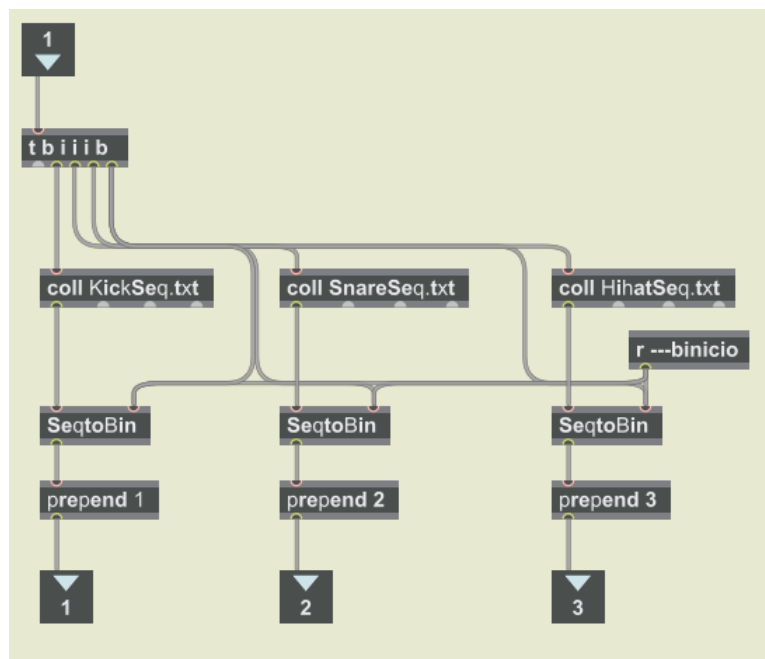 1
t b i i i b
coll KickSeq.txt
coll SnareSeq.txt
coll HihatSeq.txt
r ---binicio
SeqtoBin
SeqtoBin
SeqtoBin
prepend 1
prepend 2
prepend 3
1
2
3